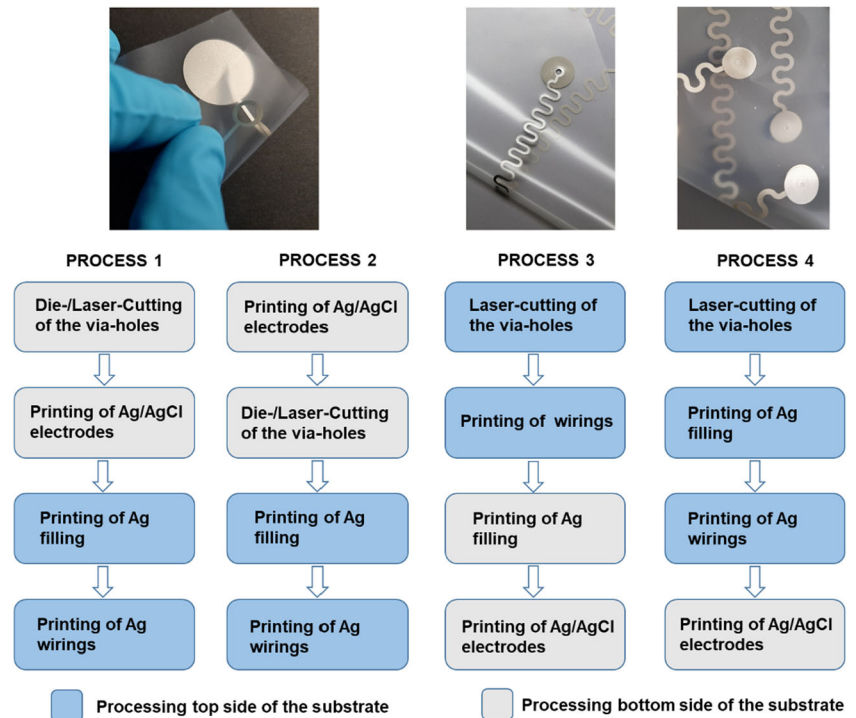 PROCESS 1
Die-/Laser-Cutting
of the via-holes
Printing of Ag/AgCl
electrodes
Printing of Ag
filling
Printing of Ag
wirings
PROCESS 2
Printing of Ag/AgCl
electrodes
Die-/Laser-Cutting
of the via-holes
Printing of Ag
filling
Printing of Ag
wirings
PROCESS 3
Laser-cutting of
the via-holes
Printing of wirings
Printing of Ag
filling
Printing of Ag/AgCl
electrodes
PROCESS 4
Laser-cutting of
the via-holes
Printing of Ag
filling
Printing of Ag
wirings
Printing of Ag/AgCl
electrodes
Processing top side of the substrate
Processing bottom side of the substrate